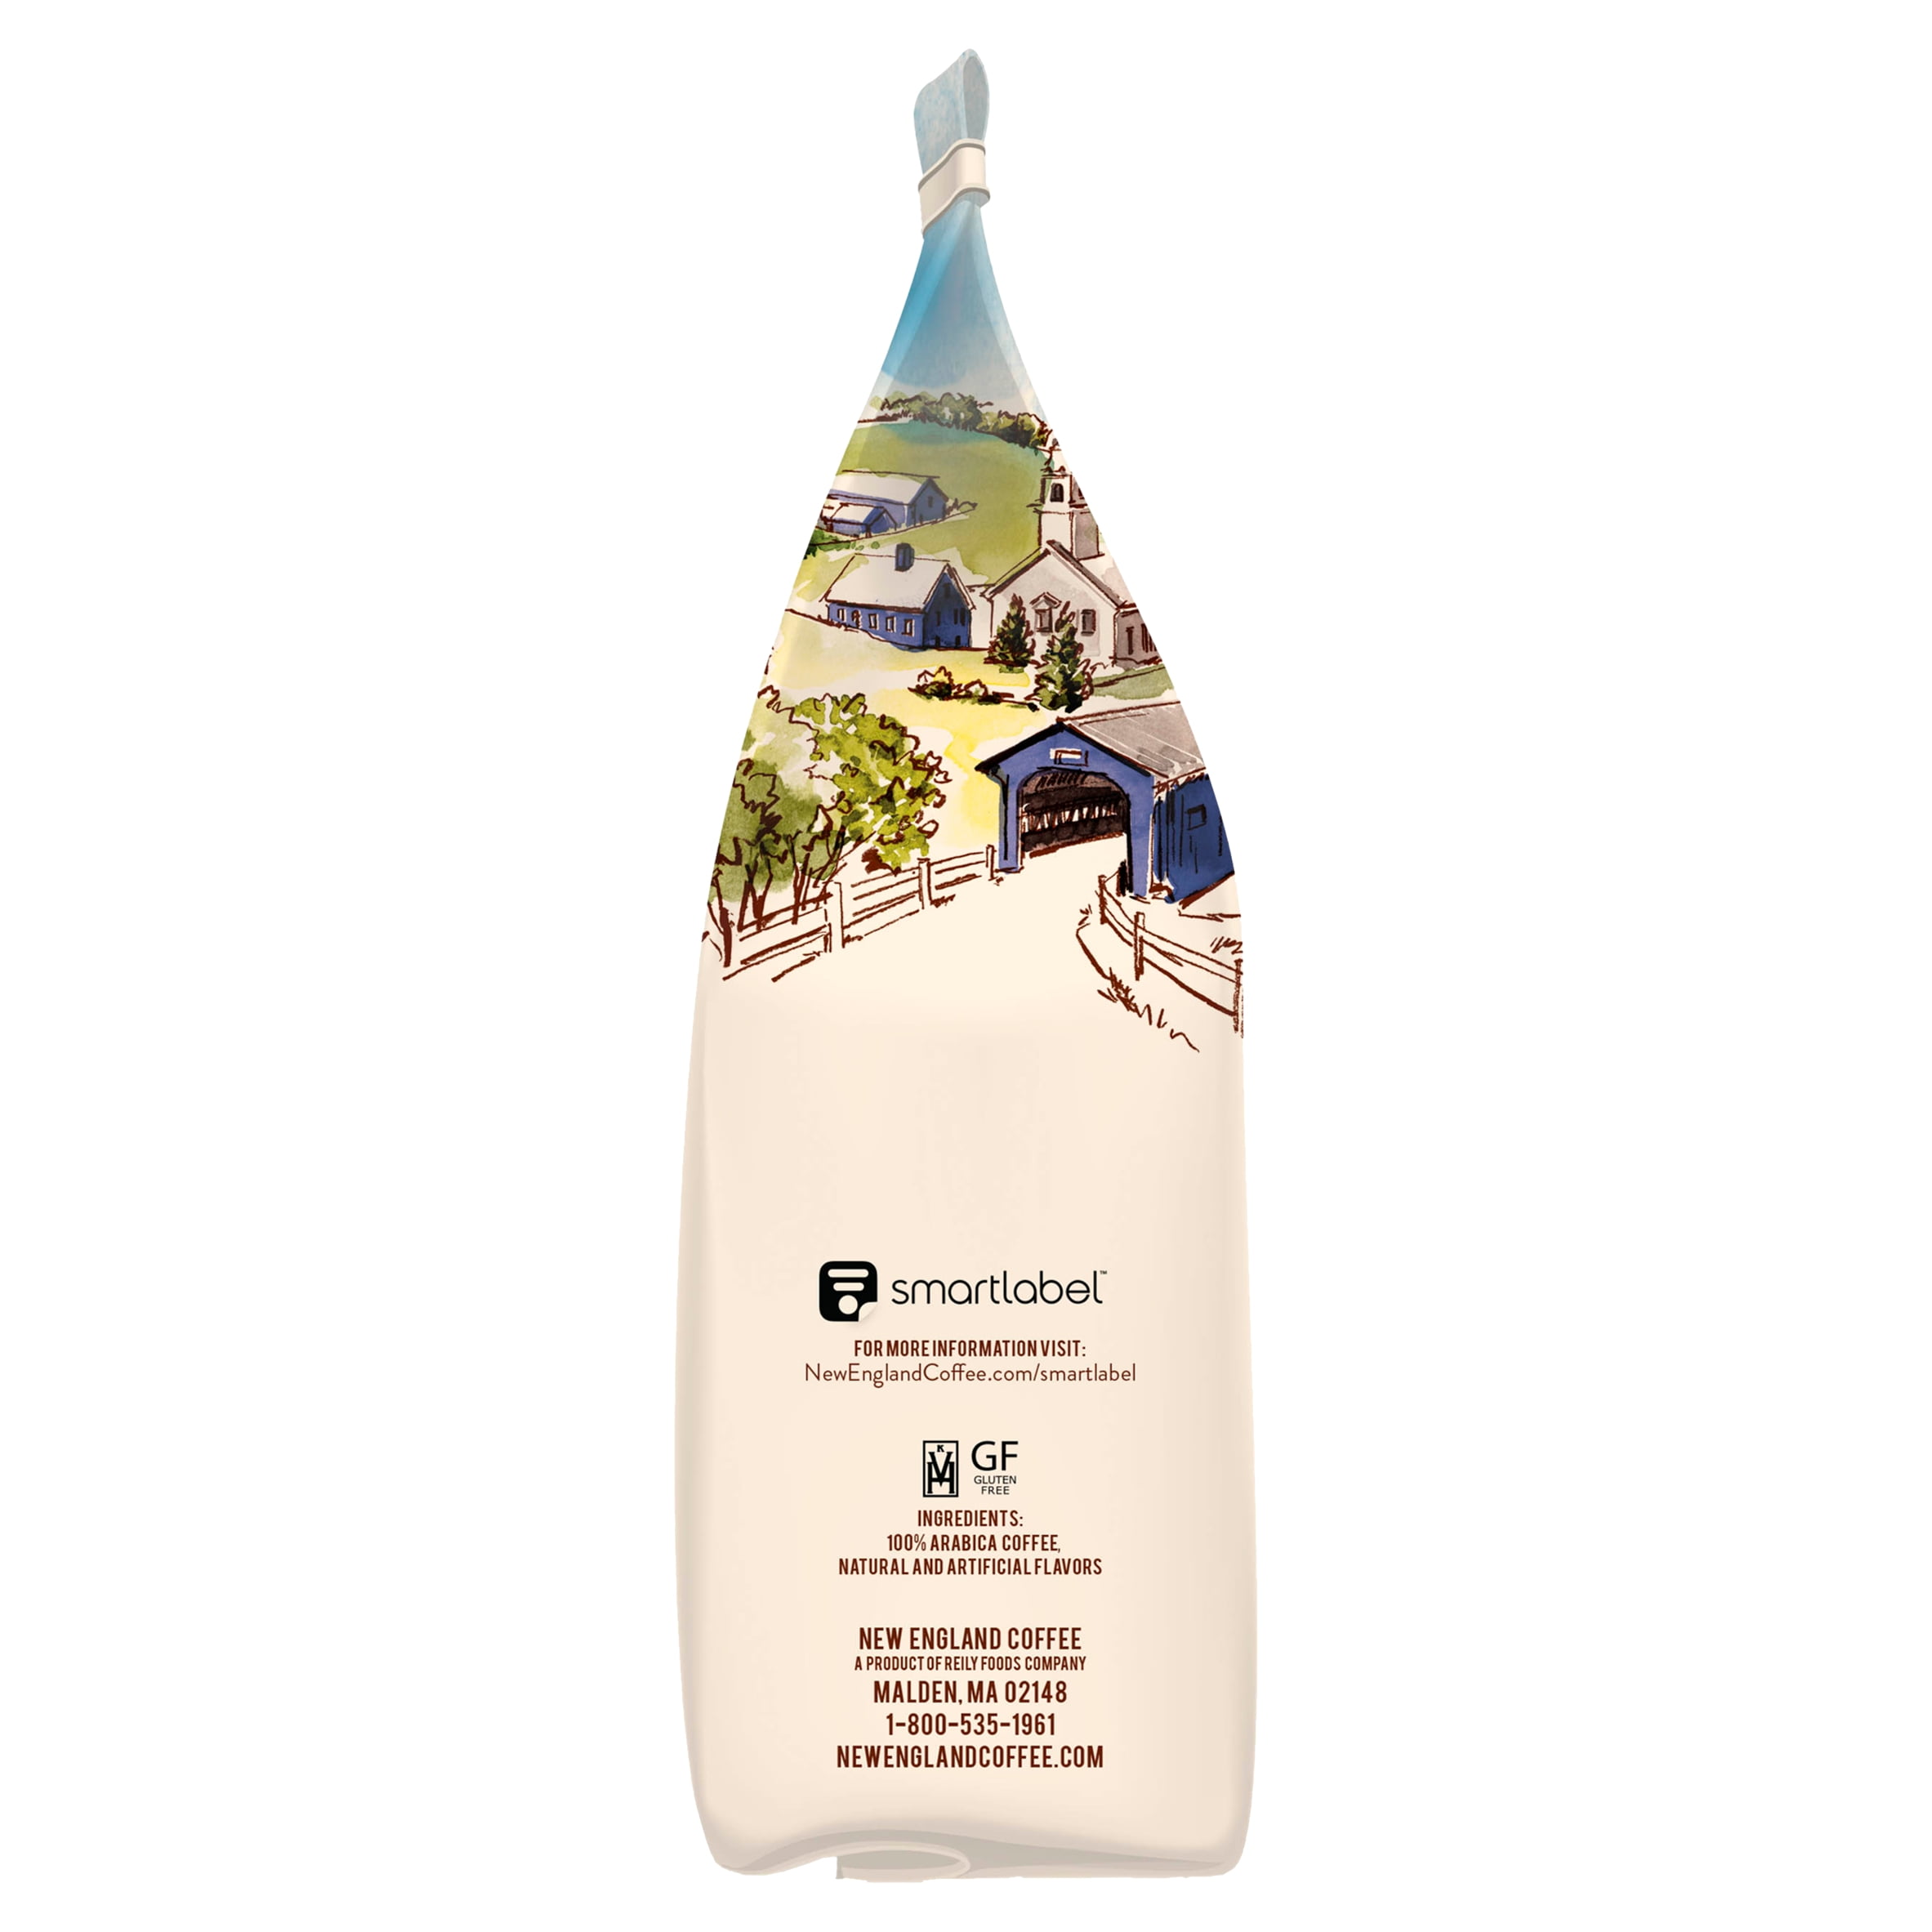 smartlabel™
FOR MORE INFORMATION VISIT:
NewEnglandCoffee.com/smartlabel
K
VH
GF
GLUTEN
FREE
INGREDIENTS:
100% ARABICA COFFEE,
NATURAL AND ARTIFICIAL FLAVORS
NEW ENGLAND COFFEE
A PRODUCT OF REILY FOODS COMPANY
MALDEN, MA 02148
1-800-535-1961
NEWENGLANDCOFFEE.COM